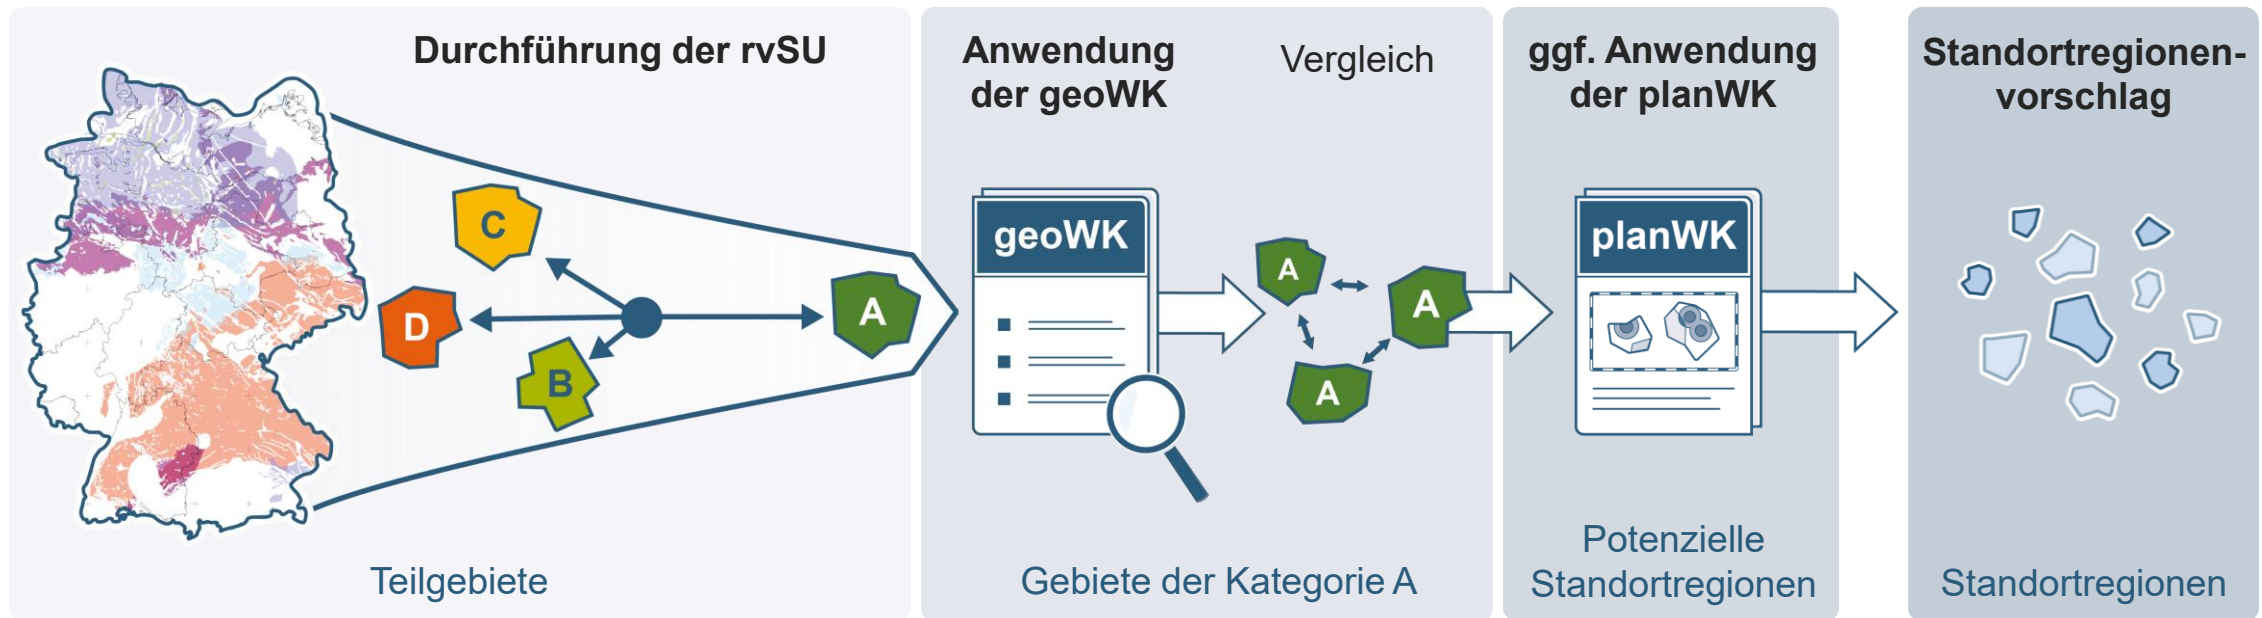 Durchführung der rvSU
C
D
B
A
Teilgebiete
Anwendung
der geoWK
Vergleich
geoWK
A
A
A
Gebiete der Kategorie A
ggf. Anwendung
der planWK
planWK
Potenzielle
Standortregionen
Standortregionen-
vorschlag
Standortregionen